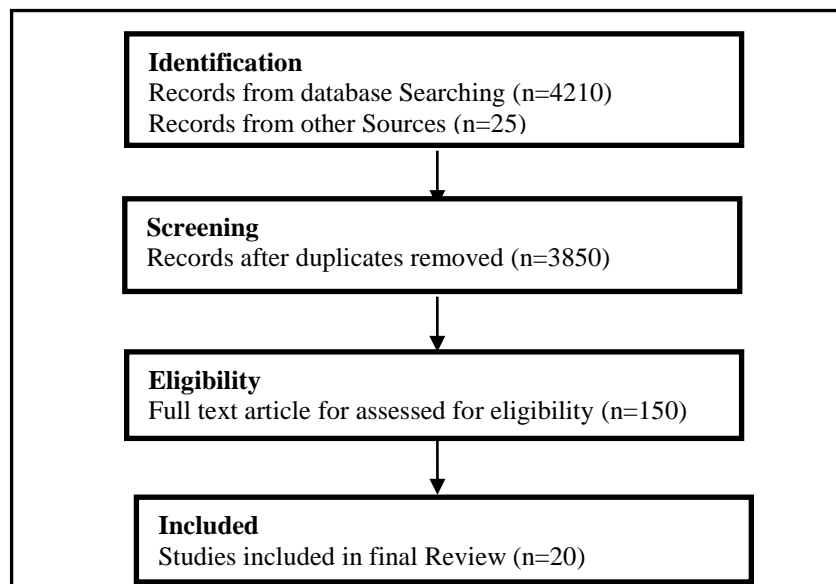 Identification
Records from database Searching (n=4210)
Records from other Sources (n=25)
Screening
Records after duplicates removed (n=3850)
Eligibility
Full text article for assessed for eligibility (n=150)
Included
Studies included in final Review (n=20)